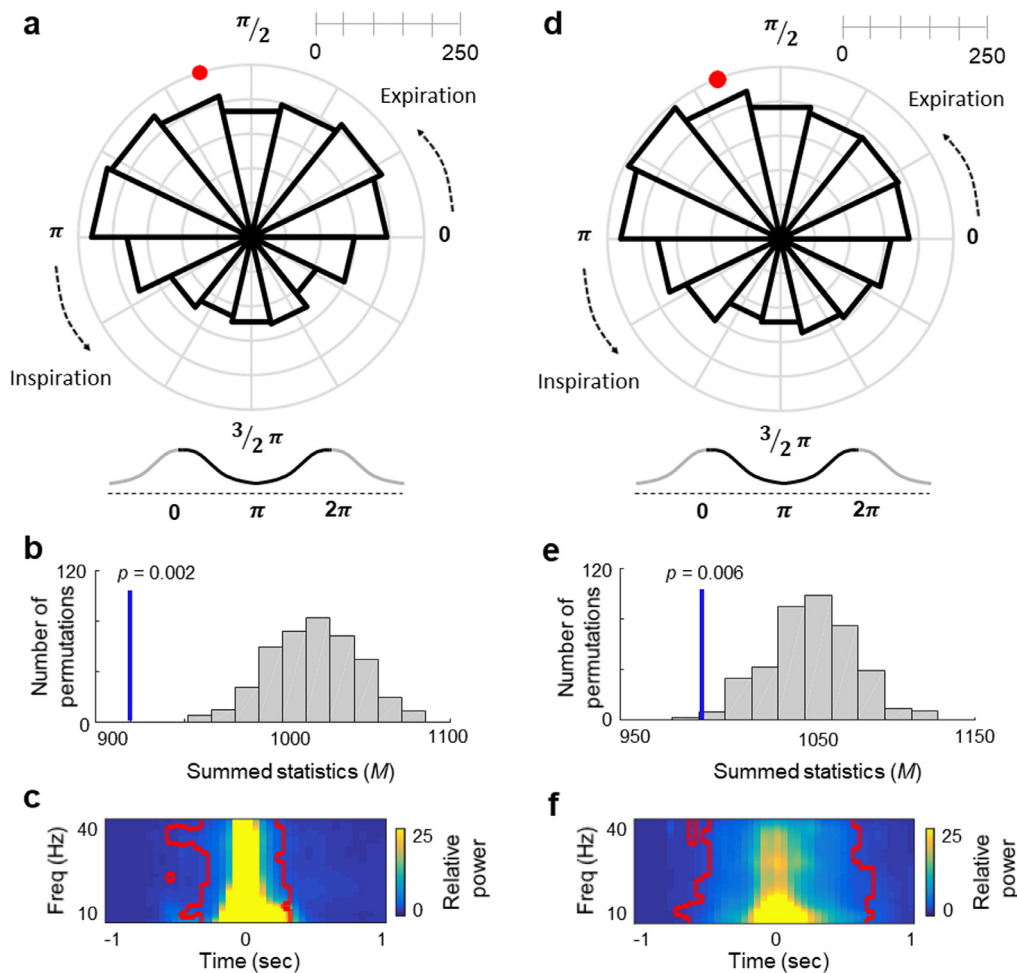 a
π/2
0 250
Expiration
π
0
Inspiration
3/2 π
0 π 2π
b
120
p = 0.002
Number of
permutations
0
900 1000 1100
Summed statistics (M)
c
40
Freq (Hz)
10
-1 0 1
Time (sec)
25
0
Relative
power
d
π/2
0 250
Expiration
π
0
Inspiration
3/2 π
0 π 2π
e
120
p = 0.006
Number of
permutations
0
950 1050 1150
Summed statistics (M)
f
40
Freq (Hz)
10
-1 0 1
Time (sec)
25
0
Relative
power